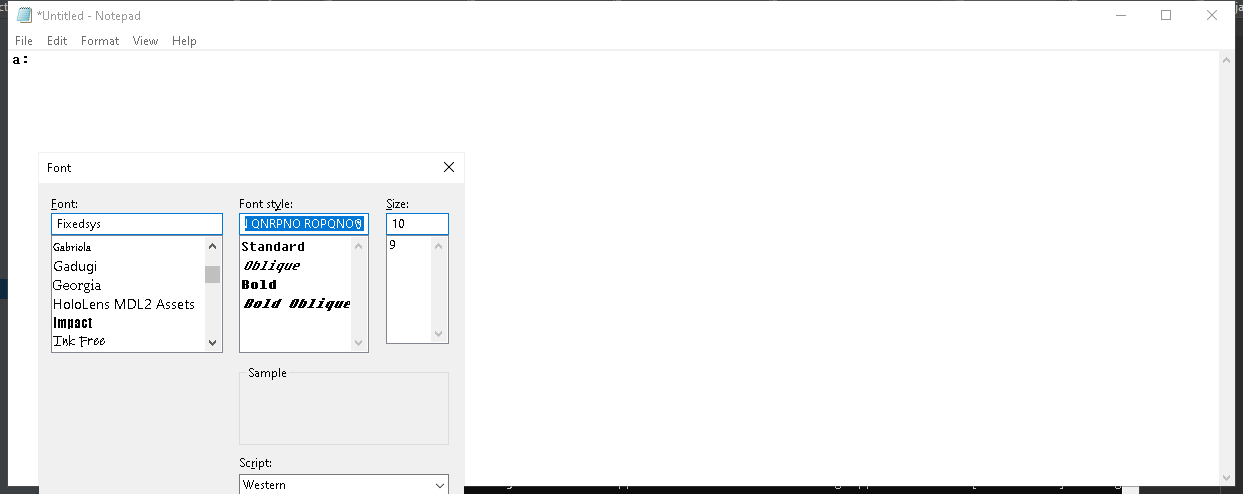 *Untitled - Notepad
File Edit Format View Help
a:
Font
Font: Font style: Size:
Fixedsys QNRPNO ROPQNO 10
Gabriola Standard 9
Gadugi Oblique
Georgia Bold
HoloLens MDL2 Assets Bold Oblique
Impact
Ink Free
Sample
Script:
Western